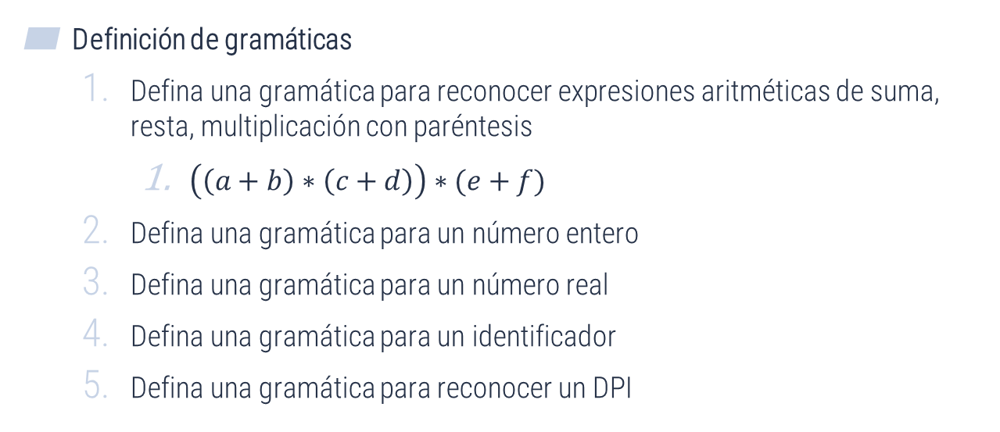 Definición de gramáticas
1. Defina una gramática para reconocer expresiones aritméticas de suma,
resta, multiplicación con paréntesis
1. ((a + b) ∗ (c + d)) ∗ (e + f)
2. Defina una gramática para un número entero
3. Defina una gramática para un número real
4. Defina una gramática para un identificador
5. Defina una gramática para reconocer un DPI